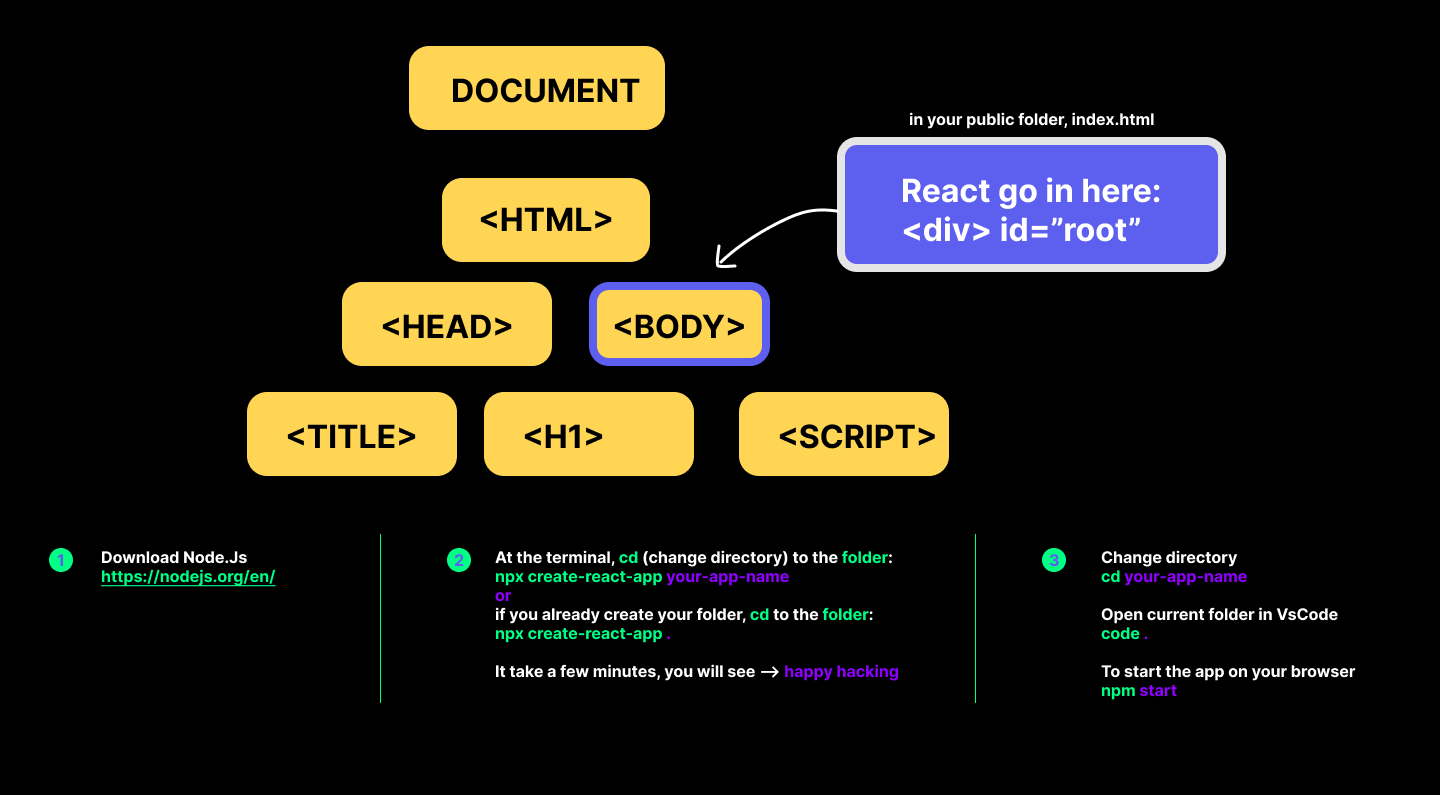 DOCUMENT
in your public folder, index.html
React go in here:
<div> id=”root”
<HTML>
<HEAD>
<BODY>
<TITLE>
<H1>
<SCRIPT>
1
Download Node.Js
https://nodejs.org/en/
2
At the terminal, cd (change directory) to the folder:
npx create-react-app your-app-name
or
if you already create your folder, cd to the folder:
npx create-react-app .
It take a few minutes, you will see --> happy hacking
3
Change directory
cd your-app-name
Open current folder in VsCode
code .
To start the app on your browser
npm start